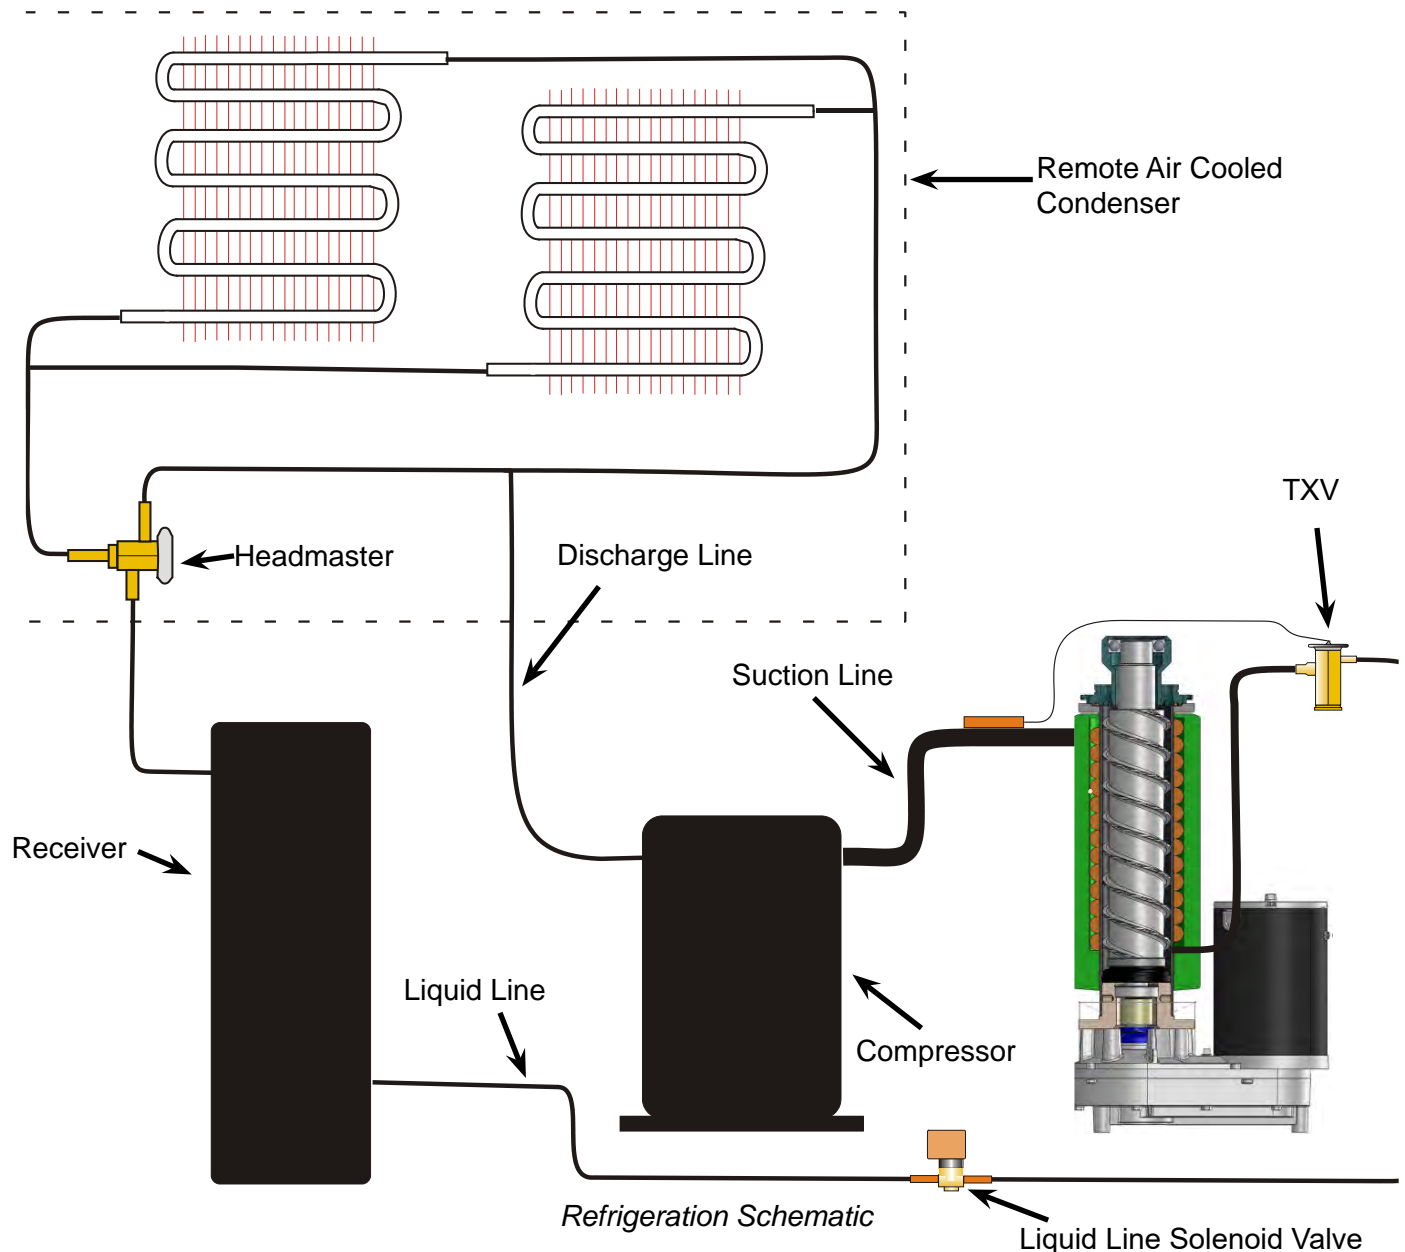 Remote Air Cooled
Condenser
TXV
Headmaster
Discharge Line
Suction Line
Receiver
Liquid Line
Compressor
Refrigeration Schematic
Liquid Line Solenoid Valve